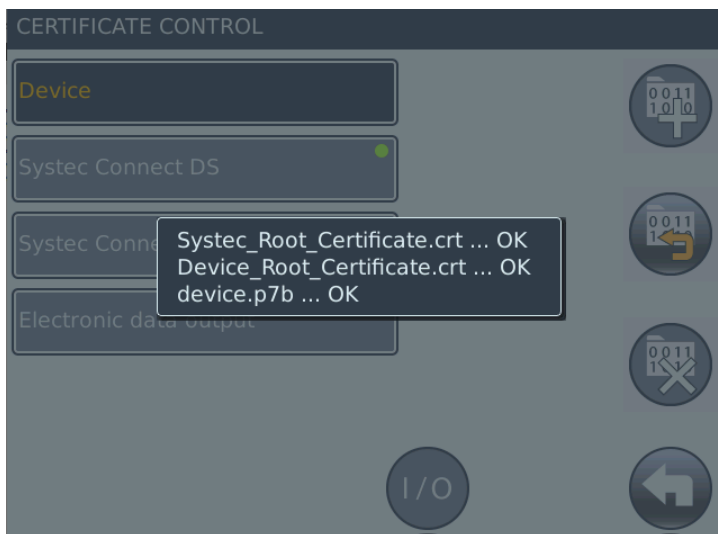 CERTIFICATE CONTROL
Device
Systec Connect DS
Systec Conne
Electronic data output
Systec_Root_Certificate.crt ... OK
Device_Root_Certificate.crt ... OK
device.p7b ... OK
0011
1010
0011
0011
I/O